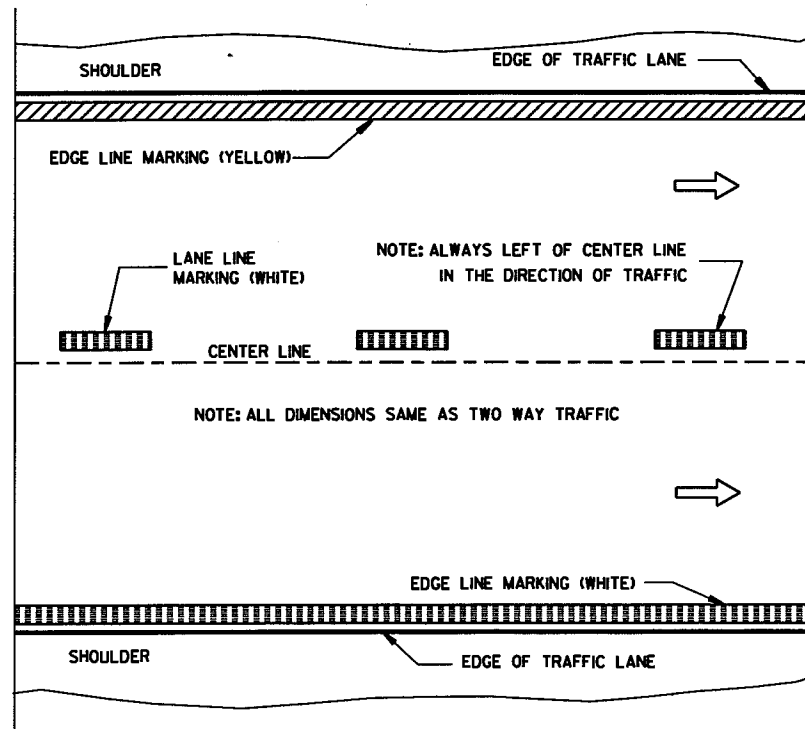 EDGE OF TRAFFIC LANE
SHOULDER
EDGE LINE MARKING (YELLOW)
LANE LINE
MARKING (WHITE)
NOTE: ALWAYS LEFT OF CENTER LINE
IN THE DIRECTION OF TRAFFIC
CENTER LINE
NOTE: ALL DIMENSIONS SAME AS TWO WAY TRAFFIC
EDGE LINE MARKING (WHITE)
SHOULDER
EDGE OF TRAFFIC LANE